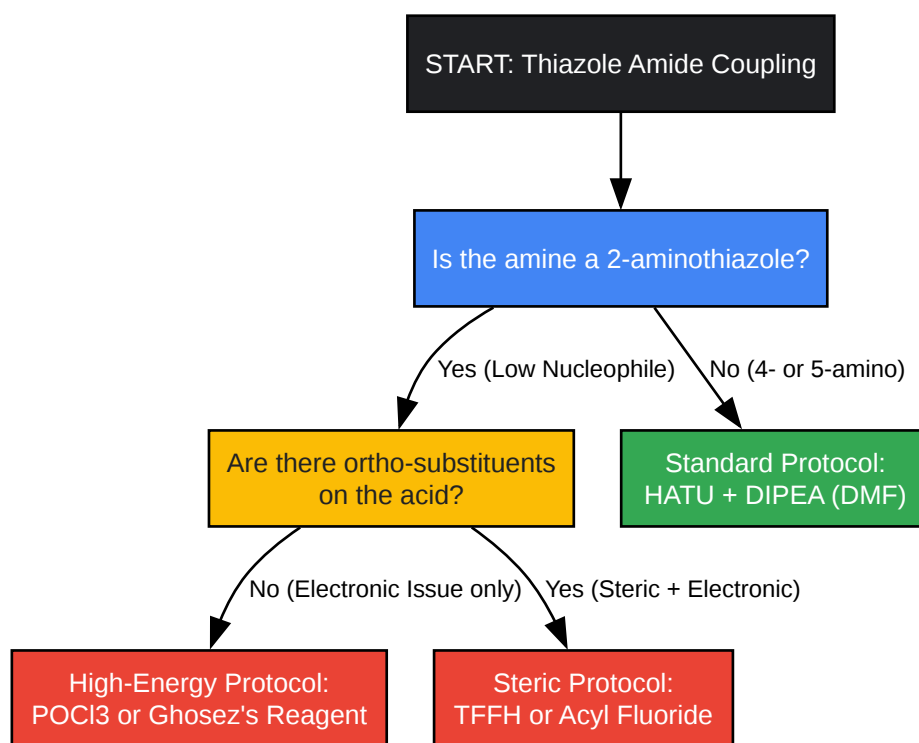 START: Thiazole Amide Coupling
Is the amine a 2-aminothiazole?
Yes (Low Nucleophile)
No (4- or 5-amino)
Are there ortho-substituents
on the acid?
Standard Protocol:
HATU + DIPEA (DMF)
No (Electronic Issue only)
Yes (Steric + Electronic)
High-Energy Protocol:
POCl3 or Ghosez's Reagent
Steric Protocol:
TFFH or Acyl Fluoride